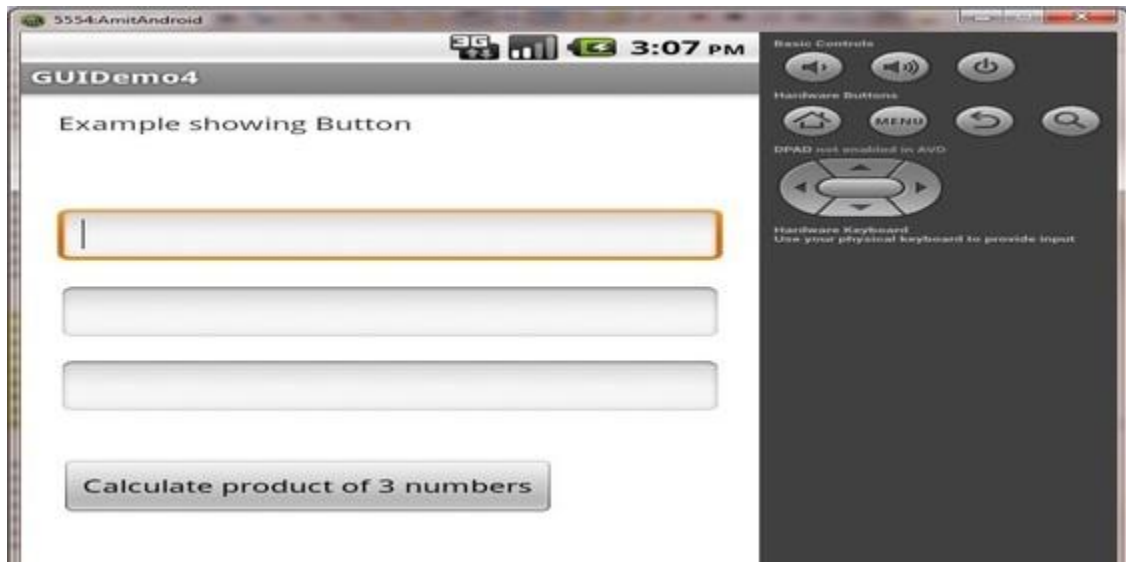 5554:AmitAndroid
3G 3:07 PM
GUIDemo4
Example showing Button
Calculate product of 3 numbers
Basic Controls
Hardware Buttons
MENU
DPAD not enabled in AVD
Hardware Keyboard
Use your physical keyboard to provide input